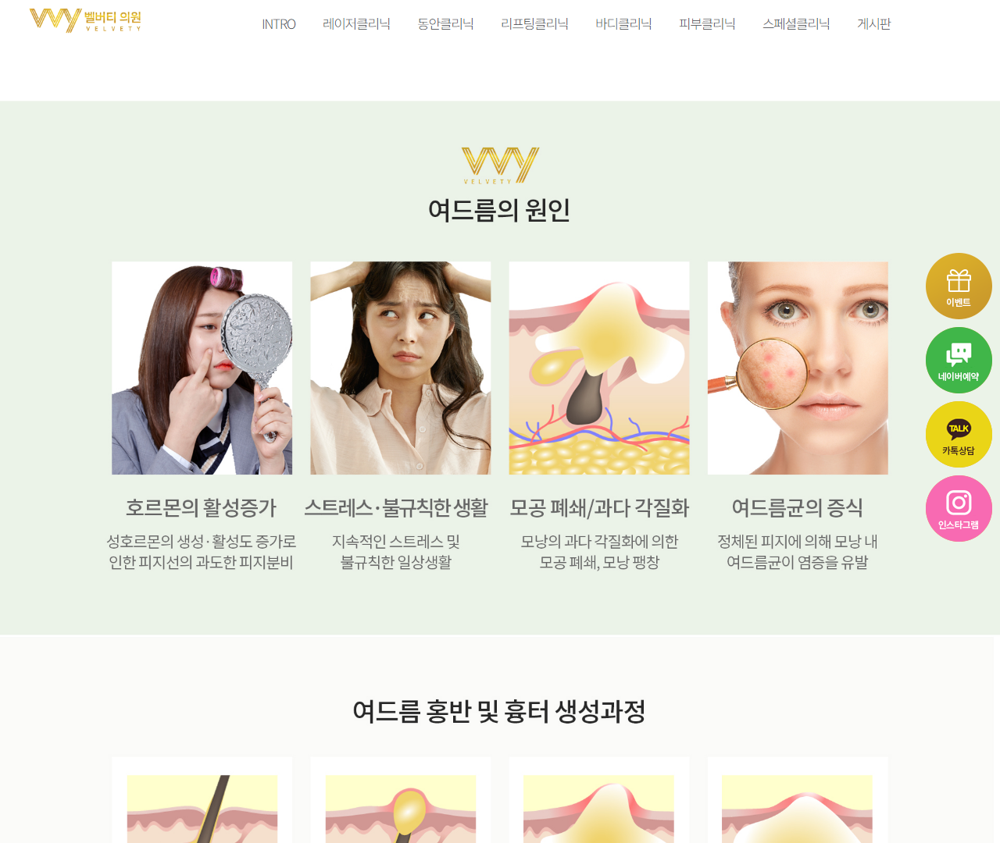 벨버티 의원
VELVETY
INTRO 레이저클리닉 동안클리닉 리프팅클리닉 바디클리닉 피부클리닉 스페셜클리닉 게시판
VELVETY
여드름의 원인
호르몬의 활성증가
성호르몬의 생성·활성도 증가로
인한 피지선의 과도한 피지분비
스트레스·불규칙한 생활
지속적인 스트레스 및
불규칙한 일상생활
모공 폐쇄/과다 각질화
모낭의 과다 각질화에 의한
모공 폐쇄, 모낭 팽창
여드름균의 증식
정체된 피지에 의해 모낭 내
여드름균이 염증을 유발
이벤트
네이버예약
TALK
카톡상담
인스타그램
여드름 홍반 및 흉터 생성과정